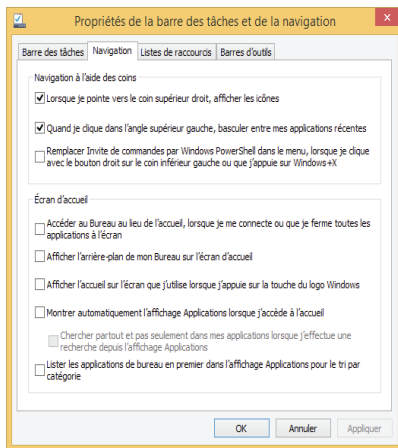 Propriétés de la barre des tâches et de la navigation
x
Barre des tâches Navigation Listes de raccourcis Barres d'outils
Navigation à l'aide des coins
Lorsque je pointe vers le coin supérieur droit, afficher les icônes
Quand je clique dans l'angle supérieur gauche, basculer entre mes applications récentes
Remplacer Invite de commandes par Windows PowerShell dans le menu, lorsque je clique
avec le bouton droit sur le coin inférieur gauche ou que j'appuie sur Windows+X
Écran d'accueil
Accéder au Bureau au lieu de l'accueil, lorsque je me connecte ou que je ferme toutes les
applications à l'écran
Afficher l'arrière-plan de mon Bureau sur l'écran d'accueil
Afficher l'accueil sur l'écran que j'utilise lorsque j'appuie sur la touche du logo Windows
Montrer automatiquement l'affichage Applications lorsque j'accède à l'accueil
Chercher partout et pas seulement dans mes applications lorsque j'effectue une
recherche depuis l'affichage Applications
Lister les applications de bureau en premier dans l'affichage Applications pour le tri par
catégorie
OK Annuler Appliquer